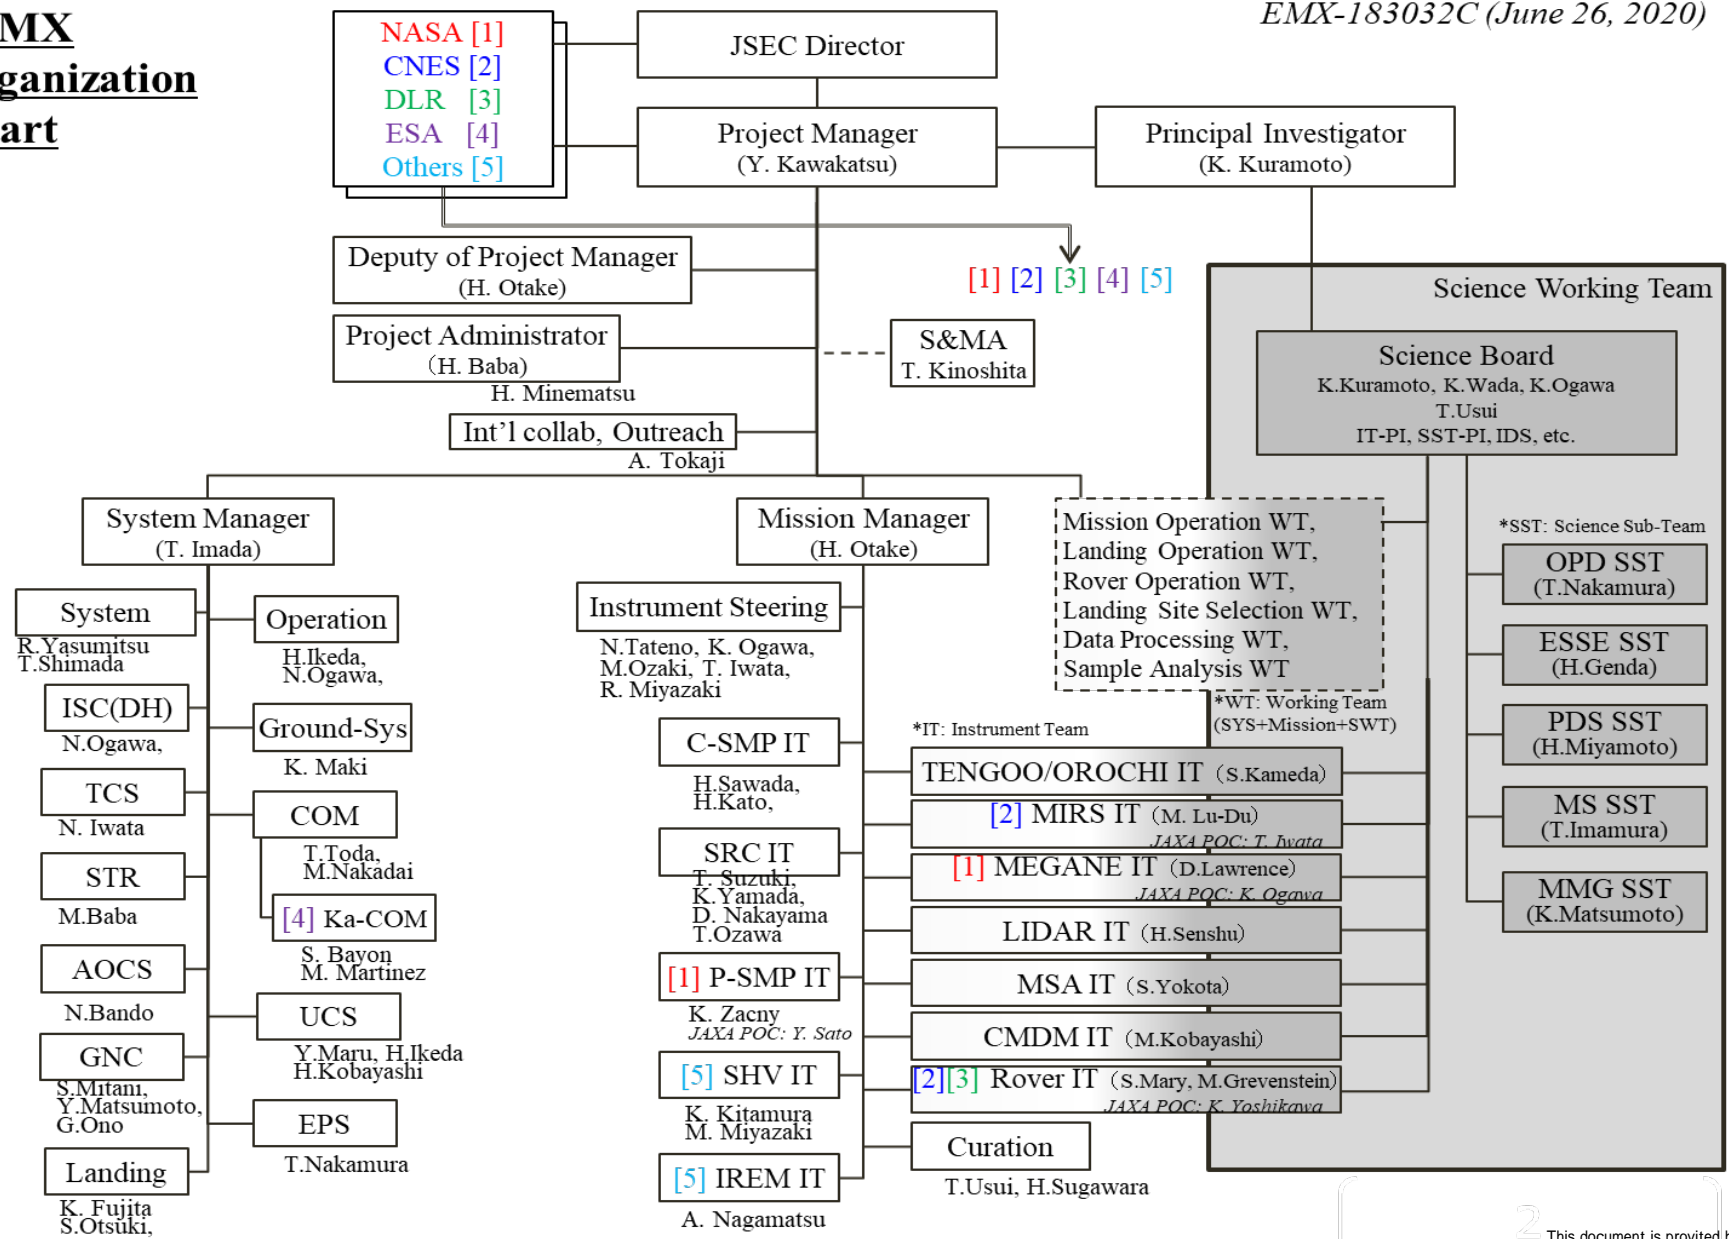 MX
ganization
art
EMX-183032C (June 26, 2020)
NASA [1]
CNES [2]
DLR [3]
ESA [4]
Others [5]
JSEC Director
Project Manager
(Y. Kawakatsu)
Principal Investigator
(K. Kuramoto)
Deputy of Project Manager
(H. Otake)
[1] [2] [3] [4] [5]
Project Administrator
(H. Baba)
H. Minematsu
S&MA
T. Kinoshita
Int'l collab, Outreach
A. Tokaji
Science Working Team
Science Board
K.Kuramoto, K.Wada, K.Ogawa
T.Usui
IT-PI, SST-PI, IDS, etc.
System Manager
(T. Imada)
Mission Manager
(H. Otake)
Mission Operation WT,
Landing Operation WT,
Rover Operation WT,
Landing Site Selection WT,
Data Processing WT,
Sample Analysis WT
*WT: Working Team
(SYS+Mission+SWT)
*SST: Science Sub-Team
OPD SST
(T.Nakamura)
ESSE SST
(H.Genda)
PDS SST
(H.Miyamoto)
MS SST
(T.Imamura)
MMG SST
(K.Matsumoto)
System
R.Yasumitsu
T.Shimada
ISC(DH)
N.Ogawa,
TCS
N. Iwata
STR
M.Baba
AOCS
N.Bando
GNC
S.Mitani,
Y.Matsumoto,
G.Ono
Landing
K. Fujita
S.Otsuki,
Operation
H.Ikeda,
N.Ogawa,
Ground-Sys
K. Maki
COM
T.Toda,
M.Nakadai
[4] Ka-COM
S. Bayon
M. Martinez
UCS
Y.Maru, H.Ikeda
H.Kobayashi
EPS
T.Nakamura
Instrument Steering
N.Tateno, K. Ogawa,
M.Ozaki, T. Iwata,
R. Miyazaki
C-SMP IT
H.Sawada,
H.Kato,
SRC IT
T. Suzuki,
K.Yamada,
D. Nakayama
T.Ozawa
[1] P-SMP IT
K. Zacny
JAXA POC: Y. Sato
[5] SHV IT
K. Kitamura
M. Miyazaki
[5] IREM IT
A. Nagamatsu
*IT: Instrument Team
TENGOO/OROCHI IT (S.Kameda)
[2] MIRS IT (M. Lu-Du)
JAXA POC: T. Iwata
[1] MEGANE IT (D.Lawrence)
JAXA POC: K. Ogawa
LIDAR IT (H.Senshu)
MSA IT (S.Yokota)
CMDM IT (M.Kobayashi)
[2][3] Rover IT (S.Mary, M.Grevenstein)
JAXA POC: K. Yoshikawa
Curation
T.Usui, H.Sugawara
2
This document is provited